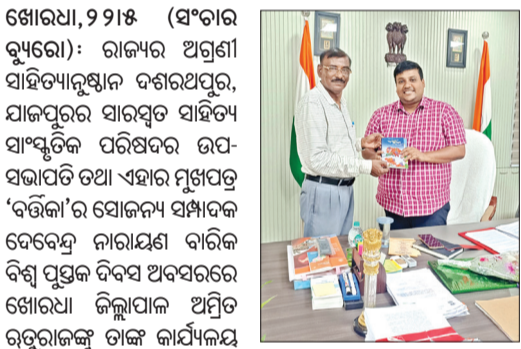 ଖୋରଧା,୨୨।୫ (ସଂଚାର
ବ୍ୟୁରୋ): ରାଜ୍ୟର ଅଗ୍ରଣୀ
ସାହିତ୍ୟାନୁଷ୍ଠାନ ଦଶରଥପୁର,
ଯାଜପୁରର ସାରସ୍ୱତ ସାହିତ୍ୟ
ସାଂସ୍କୃତିକ ପରିଷଦର ଉପ-
ସଭାପତି ତଥା ଏହାର ମୁଖପତ୍ର
‘ବର୍ତ୍ତିକା’ର ସୋଜନ୍ୟ ସମ୍ପାଦକ
ଦେବେନ୍ଦ୍ର ନାରାୟଣ ବାରିକ
ବିଶ୍ୱ ପୁସ୍ତକ ଦିବସ ଅବସରରେ
ଖୋରଧା ଜିଲ୍ଲାପାଳ ଅମ୍ରିତ
ଋତୁରାଜଙ୍କୁ ତାଙ୍କ କାର୍ଯ୍ୟଳୟ